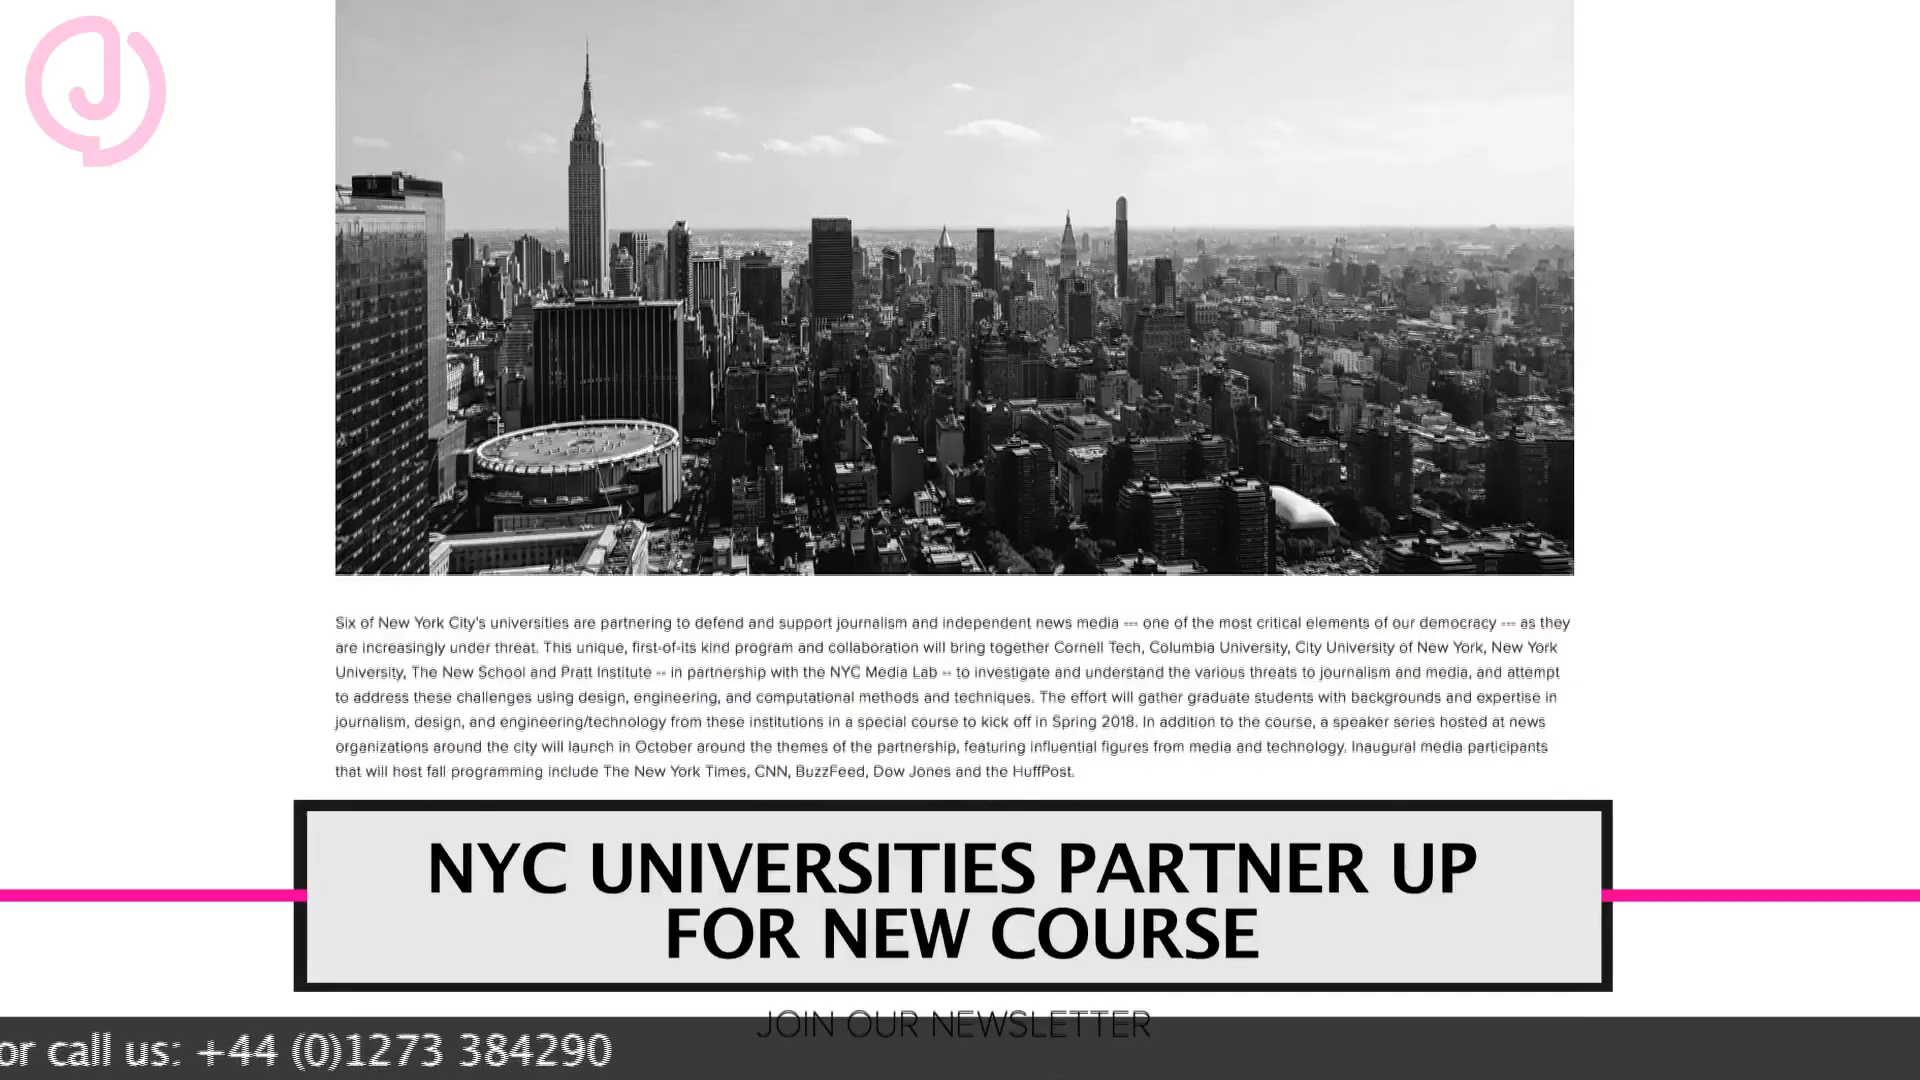 Six of New York City's universities are partnering to defend and support journalism and independent news media --- one of the most critical elements of our democracy --- as they
are increasingly under threat. This unique, first-of-its kind program and collaboration will bring together Cornell Tech, Columbia University, City University of New York, New York
University, The New School and Pratt Institute -- in partnership with the NYC Media Lab -- to investigate and understand the various threats to journalism and media, and attempt
to address these challenges using design, engineering, and computational methods and techniques. The effort will gather graduate students with backgrounds and expertise in
journalism, design, and engineering/technology from these institutions in a special course to kick off in Spring 2018. In addition to the course, a speaker series hosted at news
organizations around the city will launch in October around the themes of the partnership, featuring influential figures from media and technology. Inaugural media participants
that will host fall programming include The New York Times, CNN, BuzzFeed, Dow Jones and the HuffPost.
NYC UNIVERSITIES PARTNER UP
FOR NEW COURSE
JOIN OUR NEWSLETTER
or call us: +44 (0)1273 384290